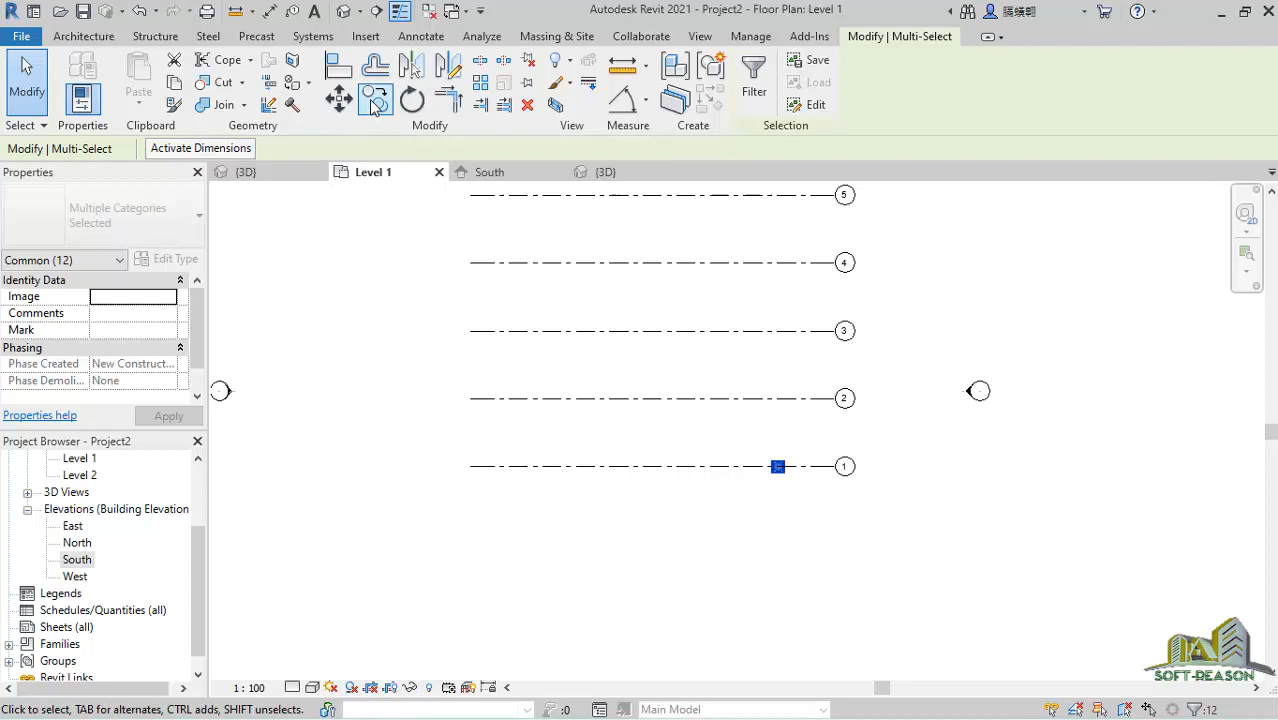 Autodesk Revit 2021 - Project2 - Floor Plan: Level 1
File Architecture Structure Steel Precast Systems Insert Annotate Analyze Massing & Site Collaborate View Manage Add-Ins Modify | Multi-Select
Modify
Paste
Cope
Cut
Join
Filter
Save
Load
Edit
Select Properties Clipboard Geometry Modify View Measure Create Selection
Modify | Multi-Select Activate Dimensions
Properties
{3D} Level 1 South {3D}
Multiple Categories
Selected
Common (12) Edit Type
Identity Data
Image
Comments
Mark
Phasing
Phase Created New Construct...
Phase Demoli... None
Properties help Apply
Project Browser - Project2
Level 1
Level 2
3D Views
Elevations (Building Elevation
East
North
South
West
Legends
Schedules/Quantities (all)
Sheets (all)
Families
Groups
Revit Links
5
4
3
2
1
2D
SOFT-REASON
1 : 100
Click to select, TAB for alternates, CTRL adds, SHIFT unselects. :0 Main Model :12